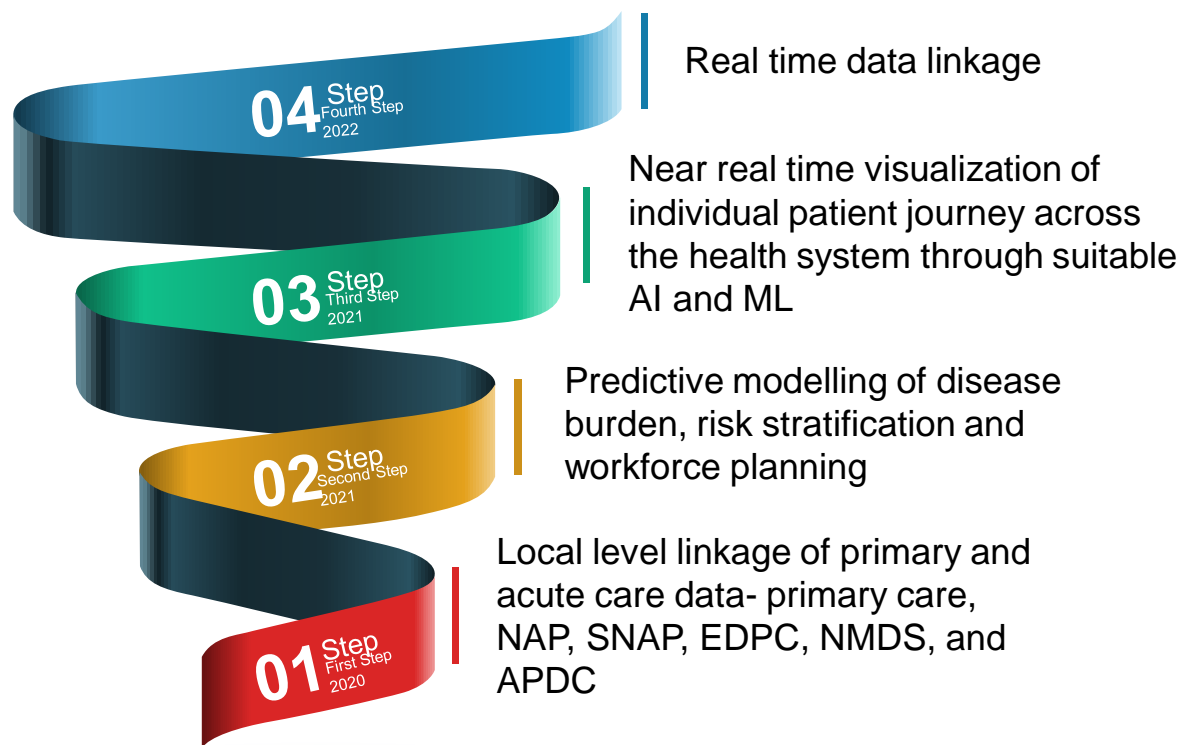 04 Step
Fourth Step
2022
Real time data linkage
03 Step
Third Step
2021
Near real time visualization of
individual patient journey across
the health system through suitable
AI and ML
02 Step
Second Step
2021
Predictive modelling of disease
burden, risk stratification and
workforce planning
01 Step
First Step
2020
Local level linkage of primary and
acute care data- primary care,
NAP, SNAP, EDPC, NMDS, and
APDC